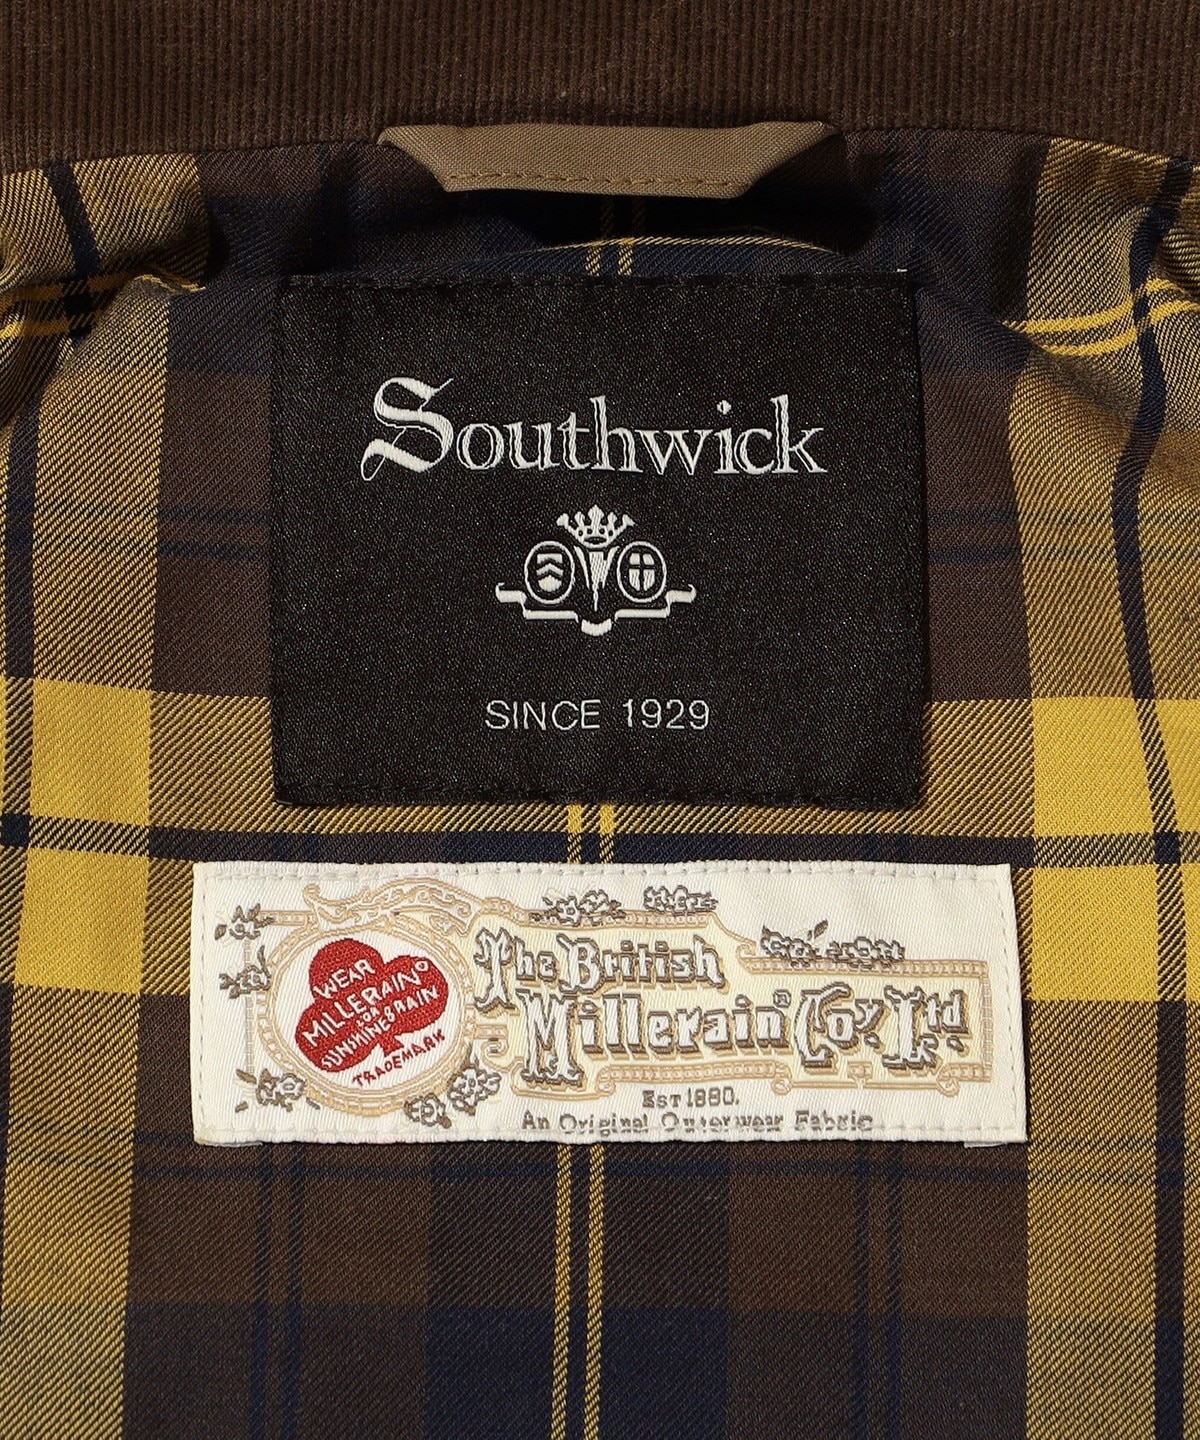 Southwick
SINCE 1929
WEAR
MILLERAIN®
FOR
SUNSHINE & RAIN
TRADEMARK
The British
Millerain® Coy. Ltd
EST 1880.
An Original Outerwear Fabric